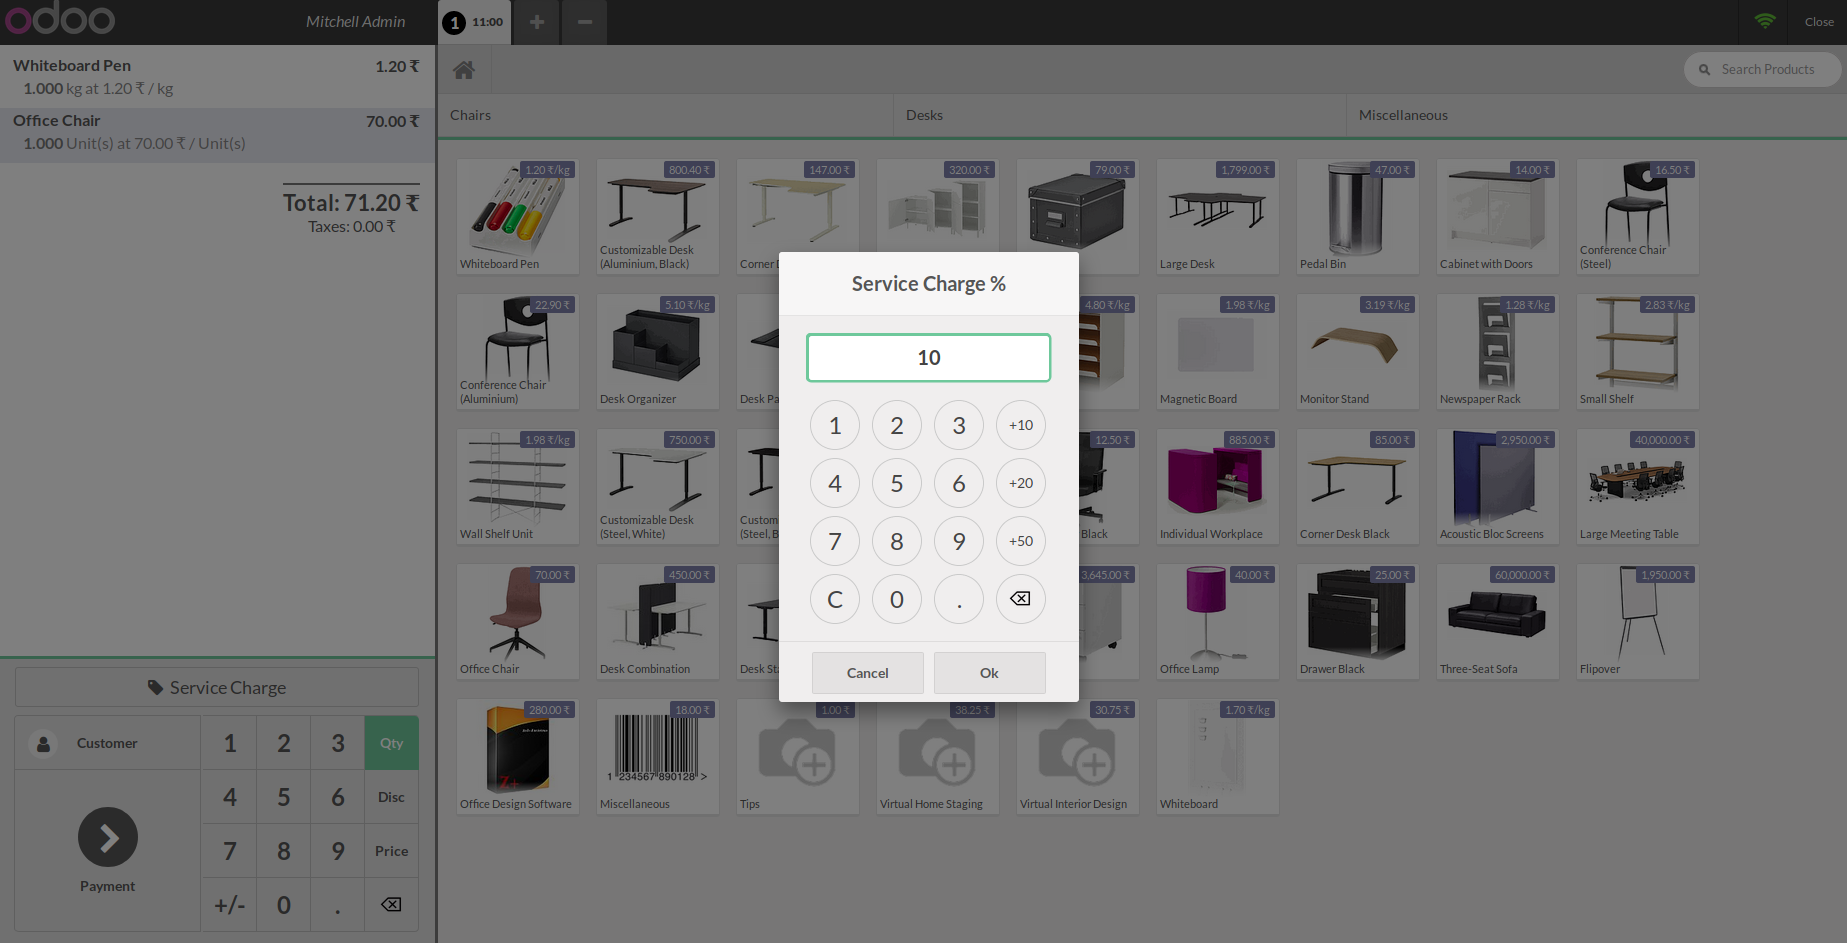 odoo
Mitchell Admin
1 11:00
Close
Whiteboard Pen 1.20 ₹
1.000 kg at 1.20 ₹ / kg
Office Chair 70.00 ₹
1.000 Unit(s) at 70.00 ₹ / Unit(s)
Total: 71.20 ₹
Taxes: 0.00 ₹
Service Charge
Customer
Payment
1 2 3 Qty
4 5 6 Disc
7 8 9 Price
+/- 0 .
Search Products
Chairs Desks Miscellaneous
1.20 ₹/kg
Whiteboard Pen
800.40 ₹
Customizable Desk
(Aluminium, Black)
147.00 ₹
Corner
320.00 ₹
79.00 ₹
1,799.00 ₹
Large Desk
47.00 ₹
Pedal Bin
14.00 ₹
Cabinet with Doors
16.50 ₹
Conference Chair
(Steel)
22.90 ₹
Conference Chair
(Aluminium)
5.10 ₹/kg
Desk Organizer
Desk Pa
4.80 ₹/kg
1.98 ₹/kg
Magnetic Board
3.19 ₹/kg
Monitor Stand
1.28 ₹/kg
Newspaper Rack
2.83 ₹/kg
Small Shelf
1.98 ₹/kg
Wall Shelf Unit
750.00 ₹
Customizable Desk
(Steel, White)
Custom
(Steel, B
12.50 ₹
Black
885.00 ₹
Individual Workplace
85.00 ₹
Corner Desk Black
2,950.00 ₹
Acoustic Bloc Screens
40,000.00 ₹
Large Meeting Table
70.00 ₹
Office Chair
450.00 ₹
Desk Combination
Desk Sta
3,645.00 ₹
40.00 ₹
Office Lamp
25.00 ₹
Drawer Black
60,000.00 ₹
Three-Seat Sofa
1,950.00 ₹
Flipover
280.00 ₹
Z+
Office Design Software
18.00 ₹
1 234567 890128 >
Miscellaneous
1.00 ₹
Tips
38.25 ₹
Virtual Home Staging
30.75 ₹
Virtual Interior Design
1.70 ₹/kg
Whiteboard
Service Charge %
10
1 2 3 +10
4 5 6 +20
7 8 9 +50
C 0 .
Cancel Ok